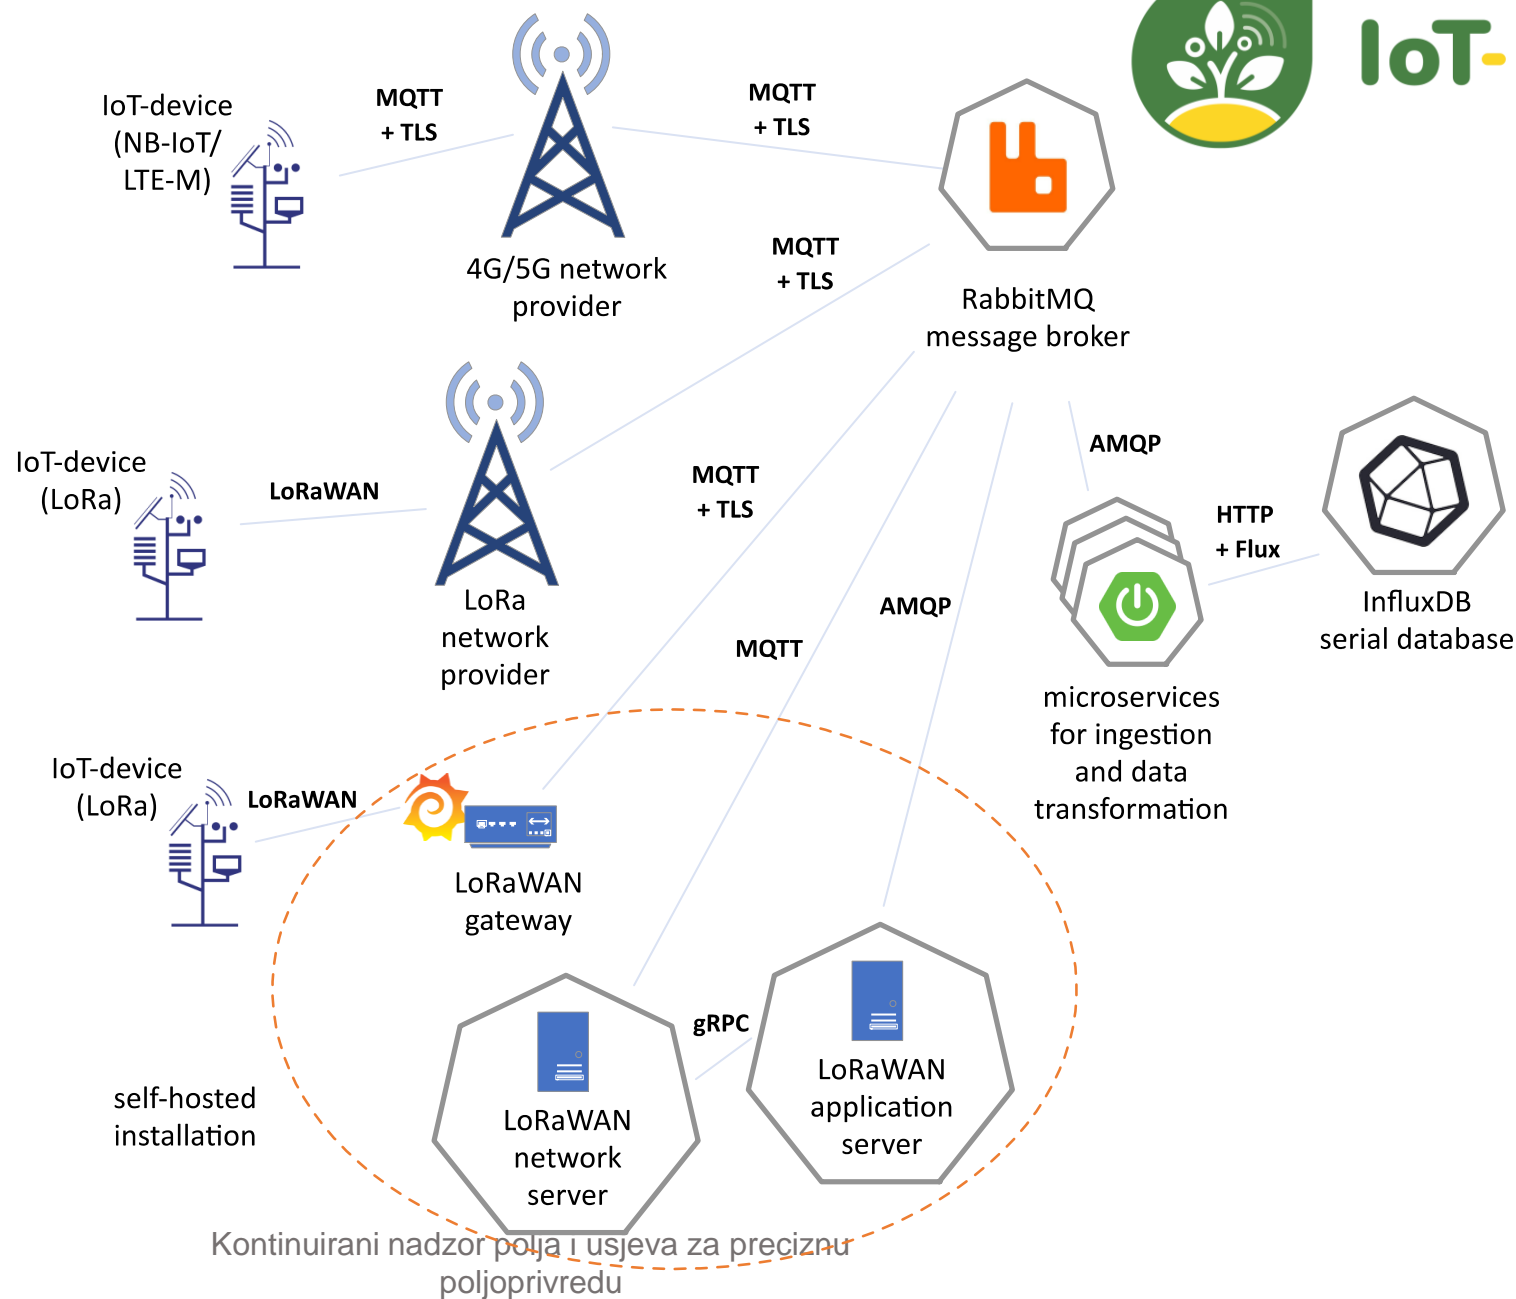 IoT-
IoT-device
(NB-IoT/
LTE-M)
MQTT
+ TLS
MQTT
+ TLS
4G/5G network
provider
MQTT
+ TLS
RabbitMQ
message broker
IoT-device
(LoRa)
LoRaWAN
LoRa
network
provider
MQTT
+ TLS
AMQP
HTTP
+ Flux
InfluxDB
serial database
AMQP
MQTT
microservices
for ingestion
and data
transformation
IoT-device
(LoRa)
LoRaWAN
LoRaWAN
gateway
gRPC
LoRaWAN
application
server
LoRaWAN
network
server
self-hosted
installation
Kontinuirani nadzor polja i usjeva za preciznu
poljoprivredu